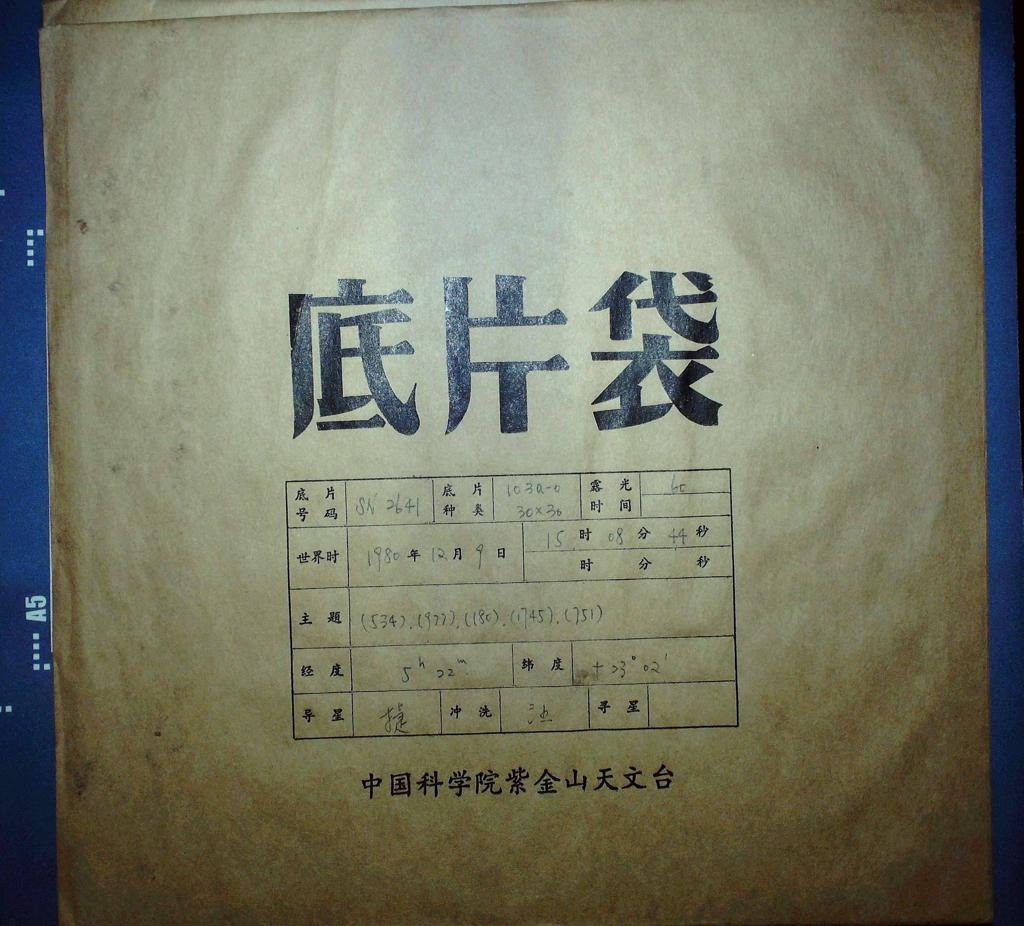 底片袋
底片号码 SN 2641 底片种类 103a-0 30×30 露光时间 60
世界时 1980年12月9日 15时08分44秒
时 分 秒
主题 (534).(977).(180).(1745).(751)
经度 5h 22m 纬度 +23° 02'
导星 捷 冲洗 寻星
中国科学院紫金山天文台
A5